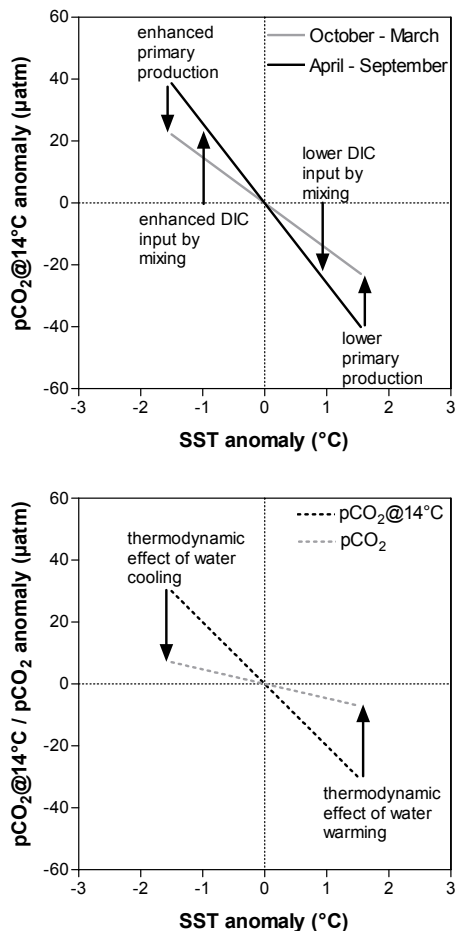 60
40
20
0
-20
-40
-60
pCO₂@14°C anomaly (µatm)
enhanced
primary
production
October - March
April - September
lower DIC
input by
mixing
enhanced DIC
input by
mixing
lower
primary
production
-3
-2
-1
0
1
2
3
SST anomaly (°C)
60
40
20
0
-20
-40
-60
pCO₂@14°C / pCO₂ anomaly (µatm)
pCO₂@14°C
pCO₂
thermodynamic
effect of water
cooling
thermodynamic
effect of water
warming
-3
-2
-1
0
1
2
3
SST anomaly (°C)